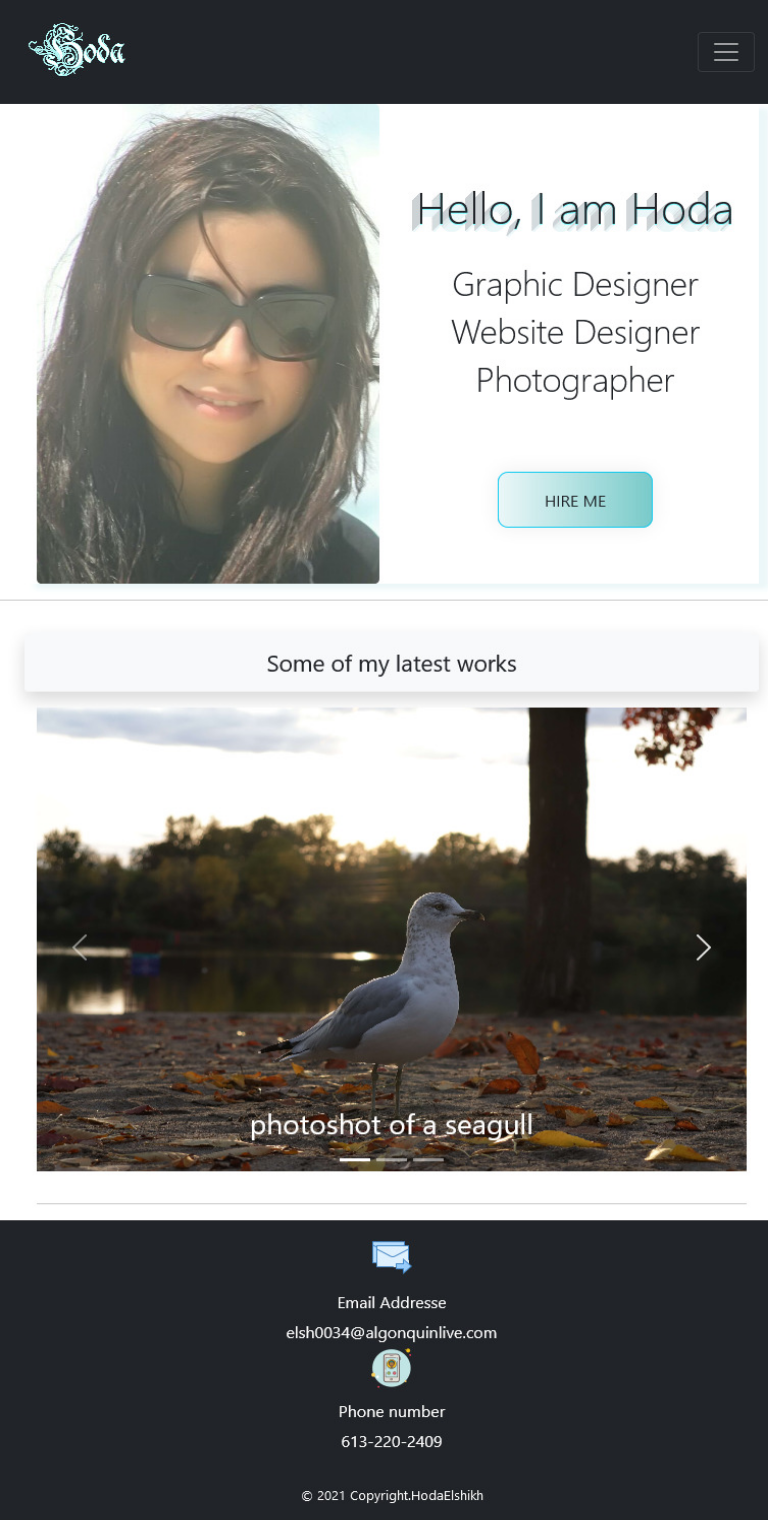 Hoda
Hello, I am Hoda
Graphic Designer
Website Designer
Photographer
HIRE ME
Some of my latest works
photoshot of a seagull
Email Addresse
elsh0034@algonquinlive.com
Phone number
613-220-2409
© 2021 Copyright.HodaElshikh